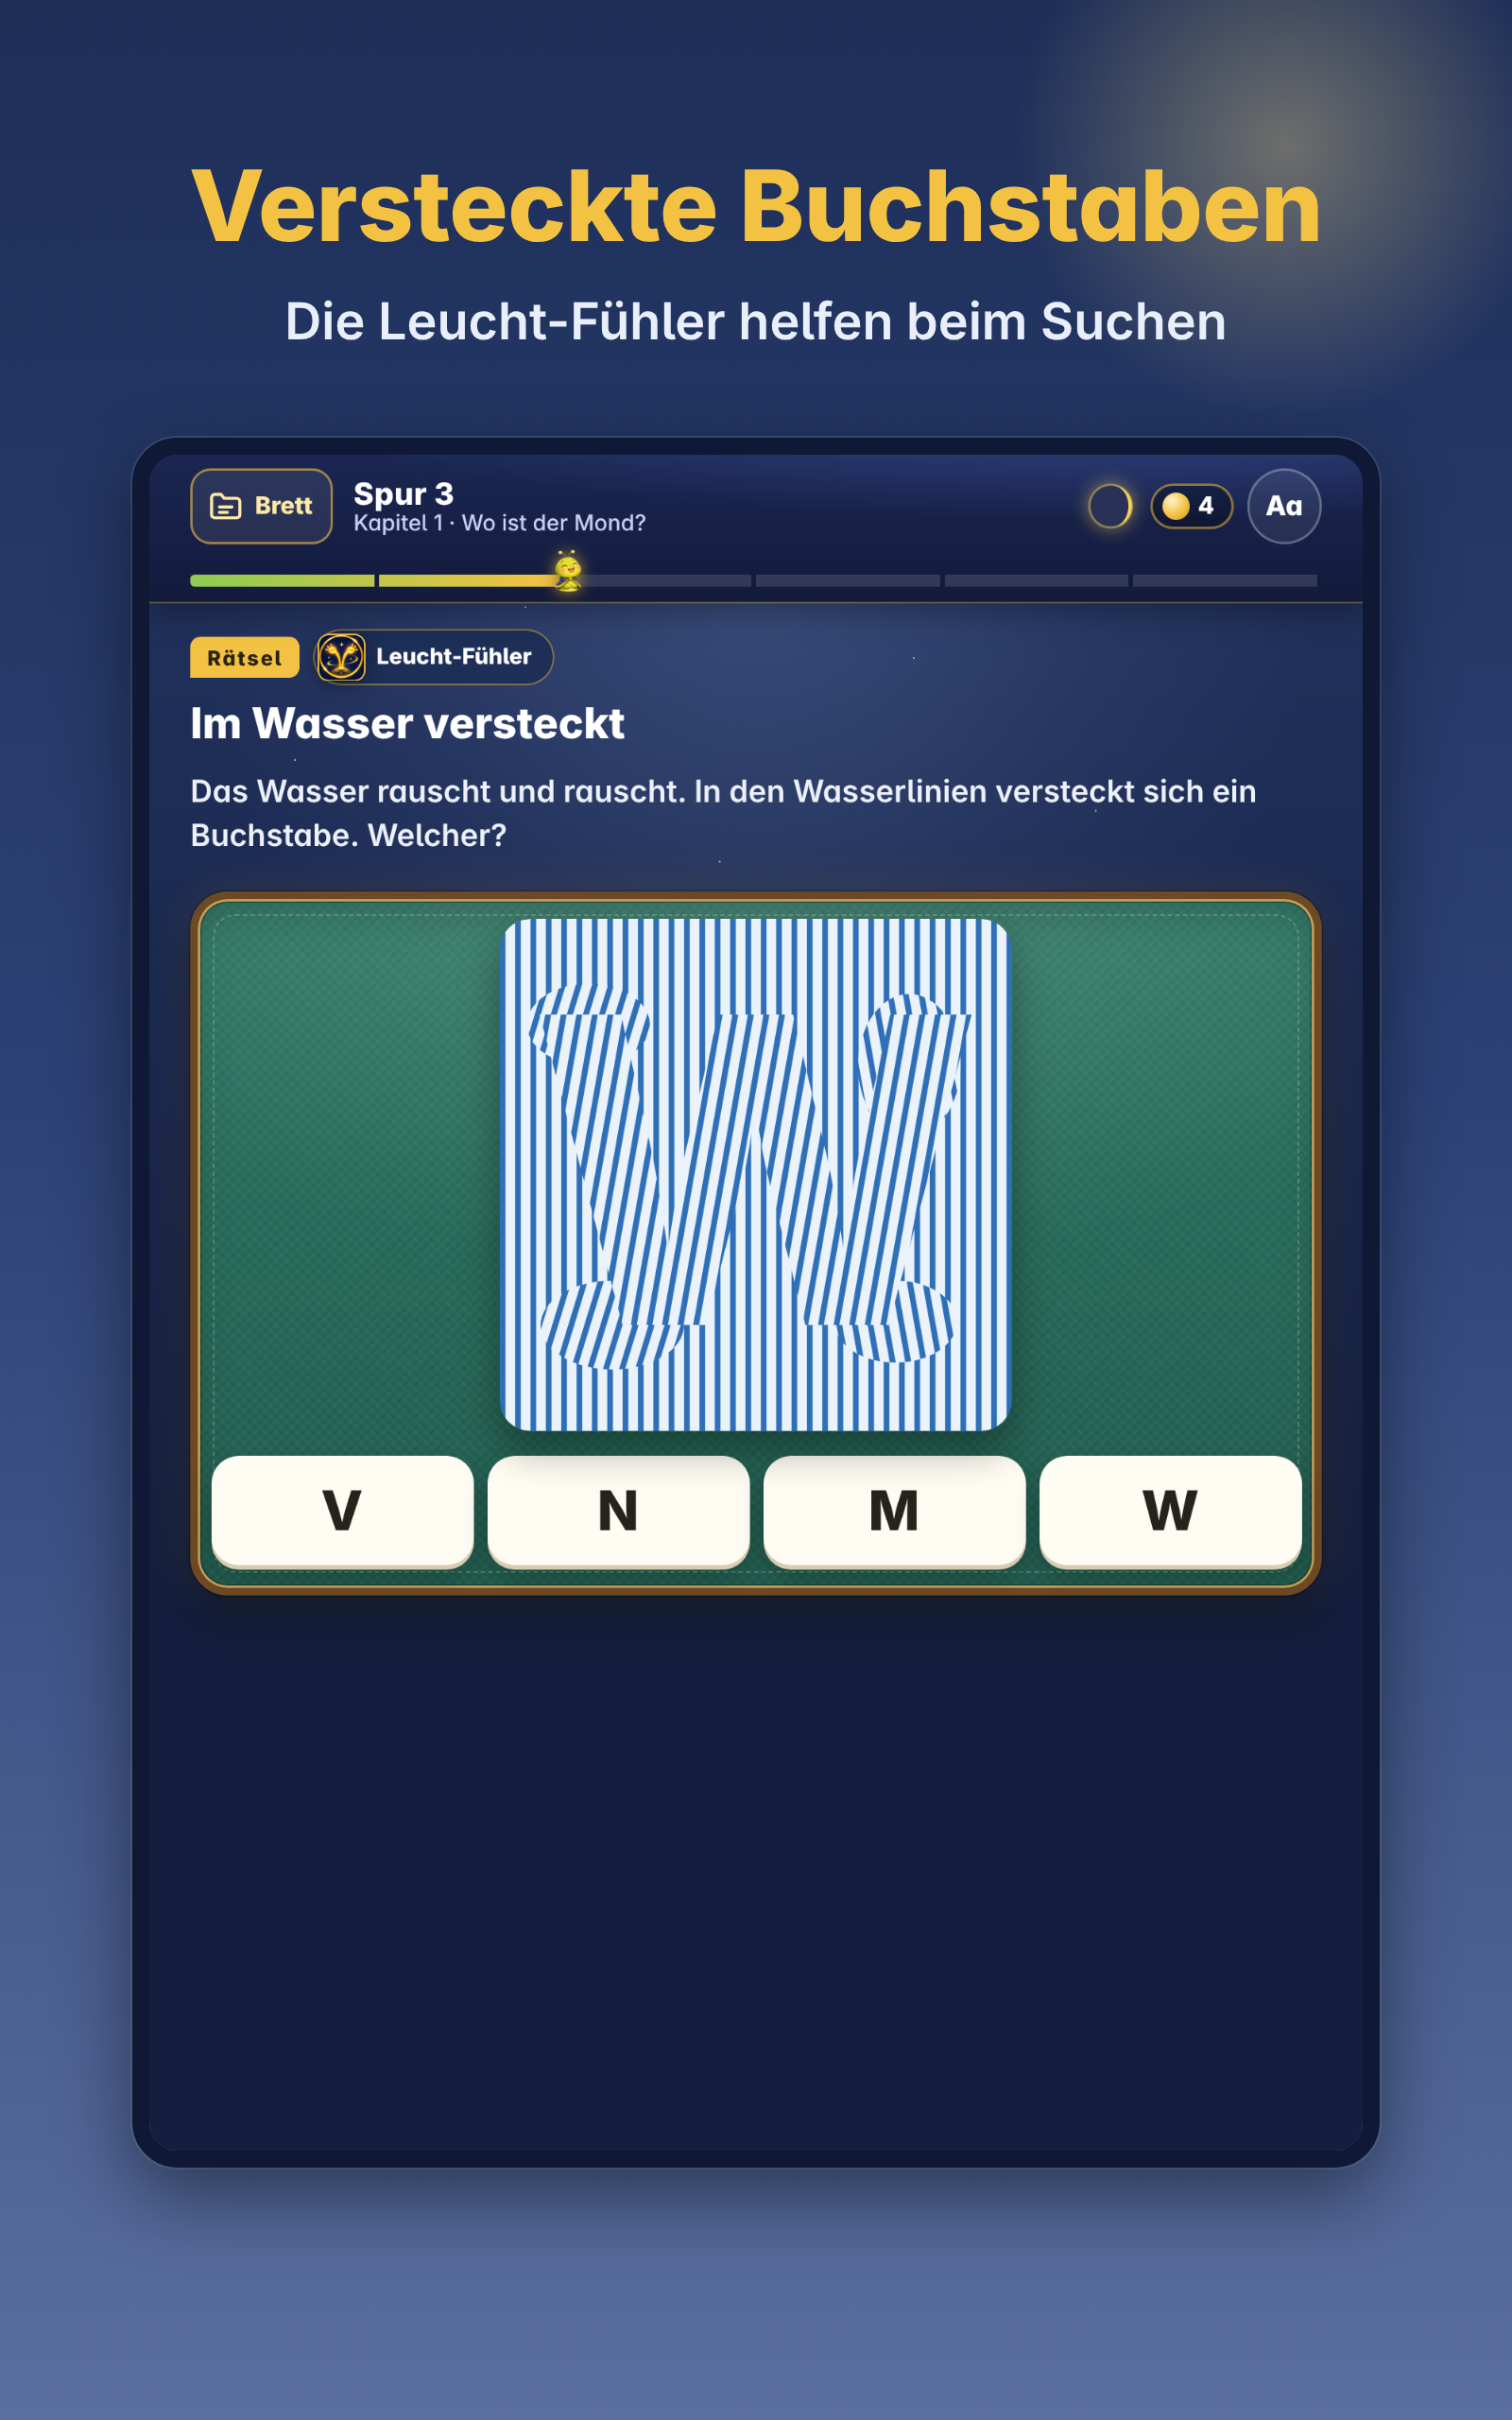 Versteckte Buchstaben
Die Leucht-Fühler helfen beim Suchen
Brett
Spur 3
Kapitel 1 · Wo ist der Mond?
4
Aa
Rätsel
Leucht-Fühler
Im Wasser versteckt
Das Wasser rauscht und rauscht. In den Wasserlinien versteckt sich ein
Buchstabe. Welcher?
W
V
N
M
W